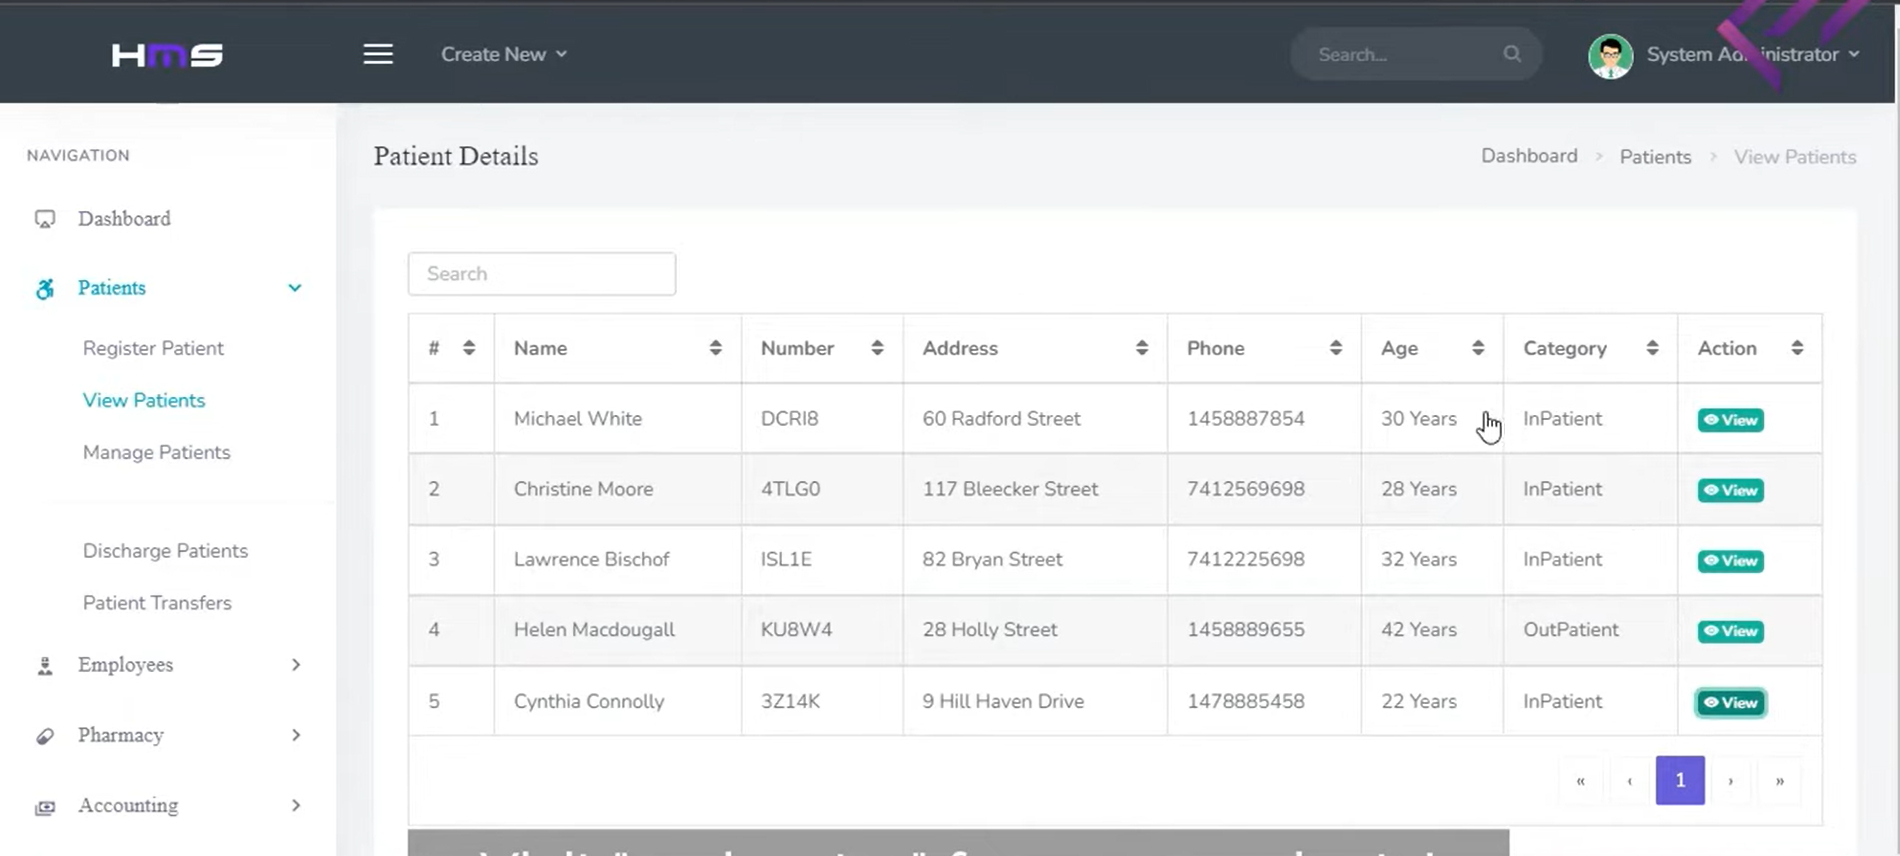 HMS Create New Search... System Administrator
NAVIGATION
Patient Details
Dashboard > Patients > View Patients
Dashboard
Patients
Register Patient
View Patients
Manage Patients
Discharge Patients
Patient Transfers
Employees
Pharmacy
Accounting
Search
# Name Number Address Phone Age Category Action
1 Michael White DCRI8 60 Radford Street 1458887854 30 Years InPatient View
2 Christine Moore 4TLG0 117 Bleecker Street 7412569698 28 Years InPatient View
3 Lawrence Bischof ISL1E 82 Bryan Street 7412225698 32 Years InPatient View
4 Helen Macdougall KU8W4 28 Holly Street 1458889655 42 Years OutPatient View
5 Cynthia Connolly 3Z14K 9 Hill Haven Drive 1478885458 22 Years InPatient View
« ‹ 1 › »